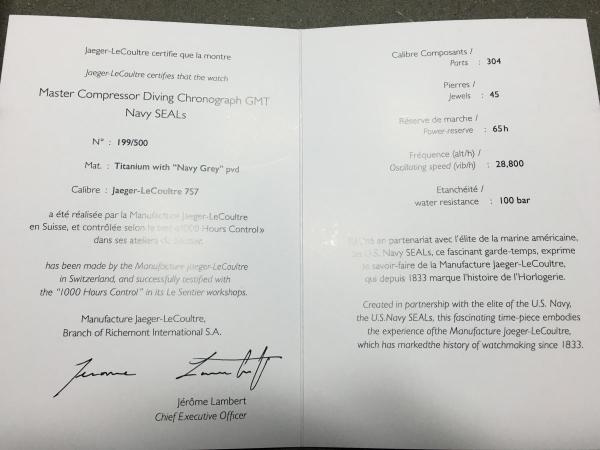 Jaeger-LeCoultre certifie que la montre
Jaeger-LeCoultre certifies that the watch
Master Compressor Diving Chronograph GMT
Navy SEALs
N° : 199/500
Mat. : Titanium with "Navy Grey" pvd
Calibre : Jaeger-LeCoultre 757
a été réalisée par la Manufacture Jaeger-LeCoultre
en Suisse, et contrôlée selon le test «1000 Hours Control»
dans ses ateliers du Sentier.
has been made by the Manufacture Jaeger-LeCoultre
in Switzerland, and successfully tested with
the "1000 Hours Control" in its Le Sentier workshops.
Manufacture Jaeger-LeCoultre,
Branch of Richemont International S.A.
Jérôme Lambert
Chief Executive Officer
Calibre Composants /
Parts : 304
Pierres /
Jewels : 45
Réserve de marche /
Power-reserve : 65h
Fréquence (alt/h) /
Oscillating speed (vib/h) : 28,800
Etanchéité /
water resistance : 100 bar
en partenariat avec l'élite de la marine américaine,
U.S. Navy SEALs, ce fascinant garde-temps, exprime
le savoir-faire de la Manufacture Jaeger-LeCoultre,
qui depuis 1833 marque l'histoire de l'Horlogerie.
Created in partnership with the elite of the U.S. Navy,
the U.S.Navy SEALs, this fascinating time-piece embodies
the experience ofthe Manufacture Jaeger-LeCoultre,
which has markedthe history of watchmaking since 1833.